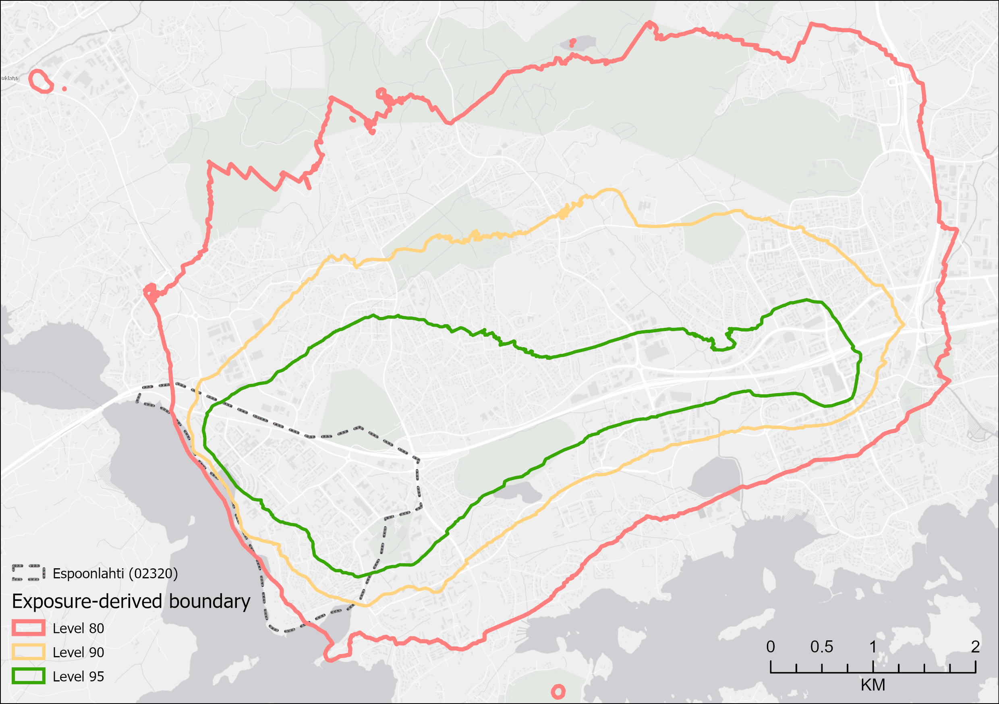 uklahti
Espoonlahti (02320)
Exposure-derived boundary
Level 80
Level 90
Level 95
0 0.5 1 2
KM